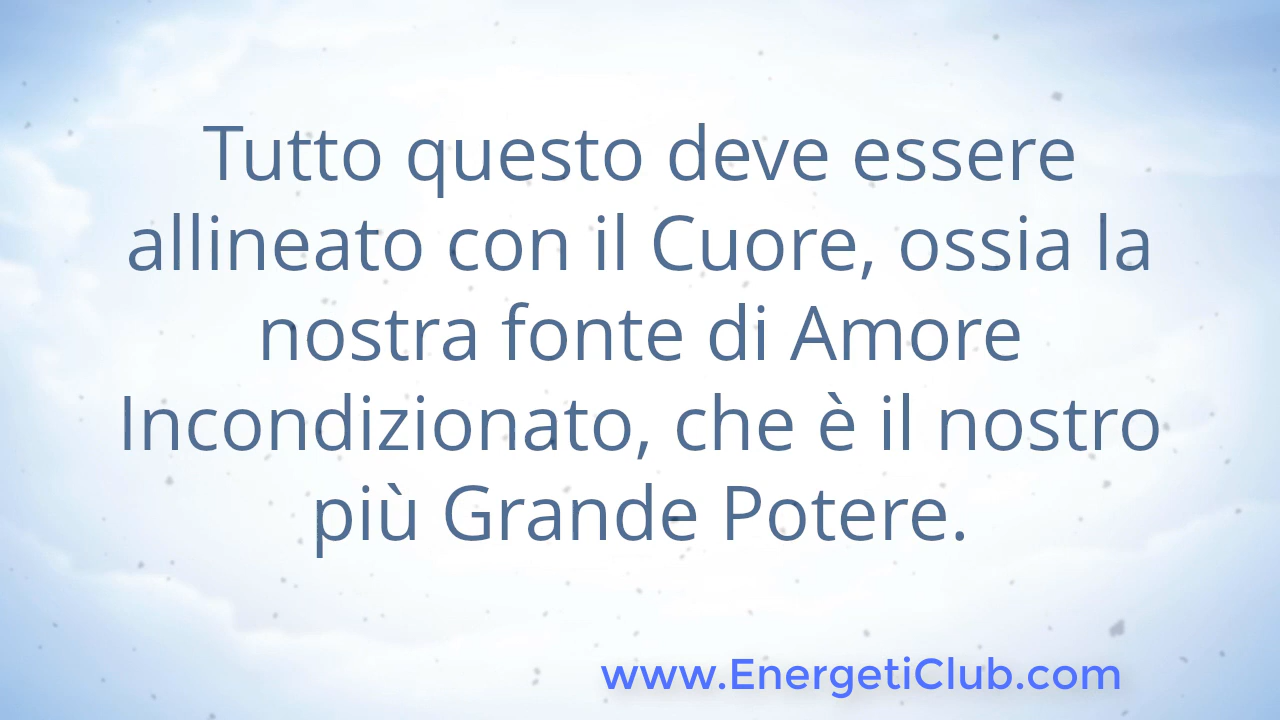 Tutto questo deve essere
allineato con il Cuore, ossia la
nostra fonte di Amore
Incondizionato, che è il nostro
più Grande Potere.
www.EnergetiClub.com